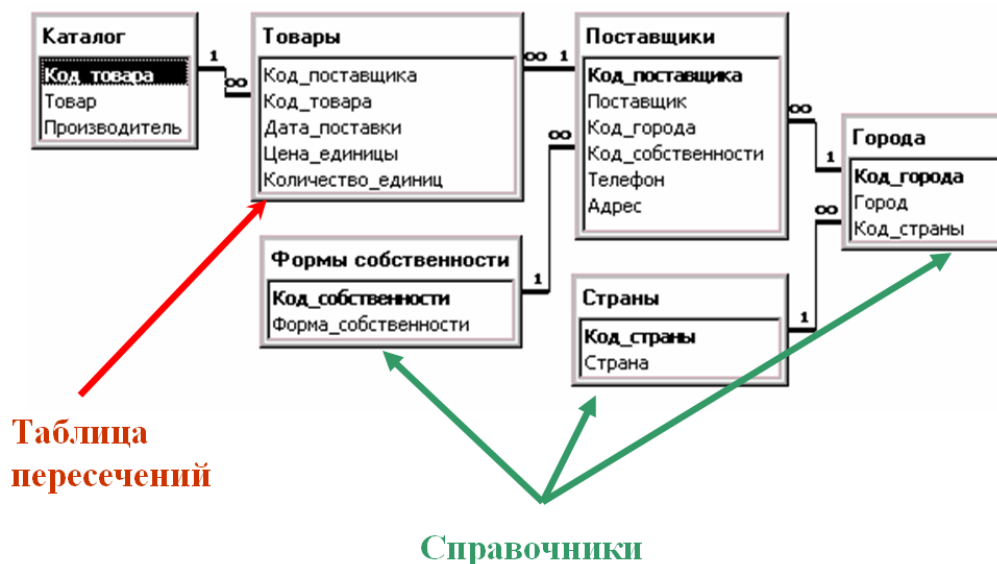 Каталог
Код_товара
Товар
Производитель
1
∞
Товары
Код_поставщика
Код_товара
Дата_поставки
Цена_единицы
Количество_единиц
∞
1
Поставщики
Код_поставщика
Поставщик
Код_города
Код_собственности
Телефон
Адрес
∞
∞
1
Города
Код_города
Город
Код_страны
∞
Формы собственности
Код_собственности
Форма_собственности
1
Страны
Код_страны
Страна
1
Таблица
пересечений
Справочники